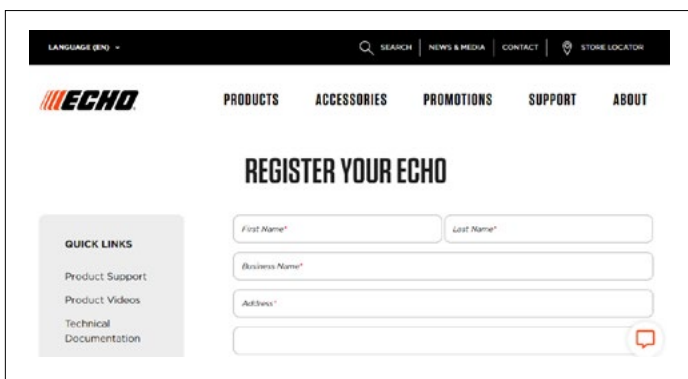 LANGUAGE (EN)
SEARCH
NEWS & MEDIA
CONTACT
STORE LOCATOR
ECHO
PRODUCTS
ACCESSORIES
PROMOTIONS
SUPPORT
ABOUT
REGISTER YOUR ECHO
QUICK LINKS
Product Support
Product Videos
Technical
Documentation
First Name*
Last Name*
Business Name*
Address*